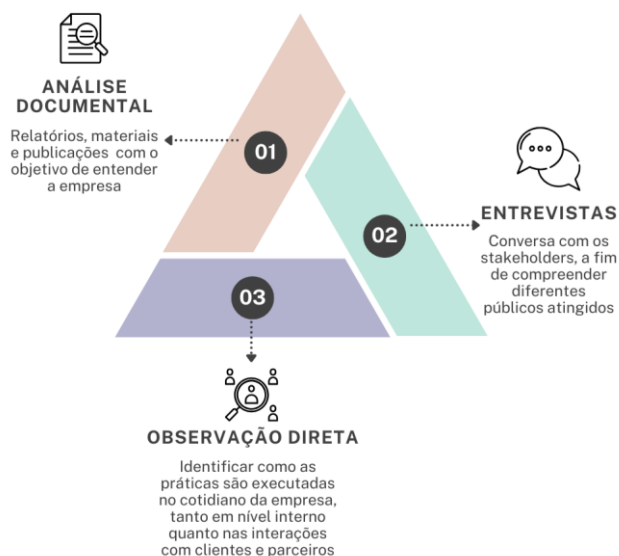 01
ANÁLISE
DOCUMENTAL
Relatórios, materiais
e publicações com o
objetivo de entender
a empresa
02
ENTREVISTAS
Conversa com os
stakeholders, a fim
de compreender
diferentes
públicos atingidos
03
OBSERVAÇÃO DIRETA
Identificar como as
práticas são executadas
no cotidiano da empresa,
tanto em nível interno
quanto nas interações
com clientes e parceiros